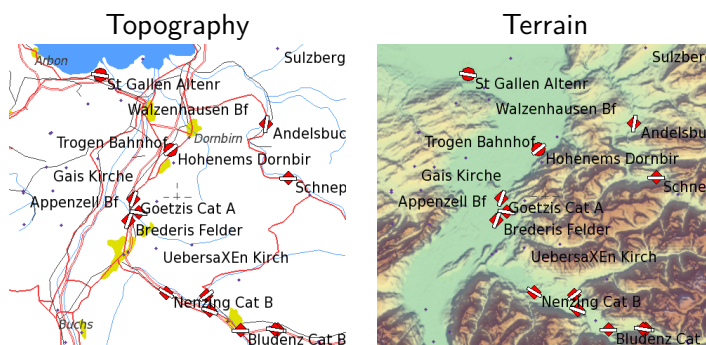 Topography
Arbon
Sulzberg
St Gallen Altenr
Walzenhausen Bf
Dornbirn
Andelsbuc
Trogen Bahnhof
Hohenems Dornbir
Gais Kirche
Schnep
Appenzell Bf
Goetzis Cat A
Brederis Felder
UebersaXEn Kirch
Nenzing Cat B
Buchs
Bludenz Cat B
Terrain
Sulzber
St Gallen Altenr
Walzenhausen Bf
Andelsbu
Trogen Bahnhof
Hohenems Dornbir
Gais Kirche
Schne
Appenzell Bf
Goetzis Cat A
Brederis Felder
UebersaXEn Kirch
Nenzing Cat B
Bludenz Cat